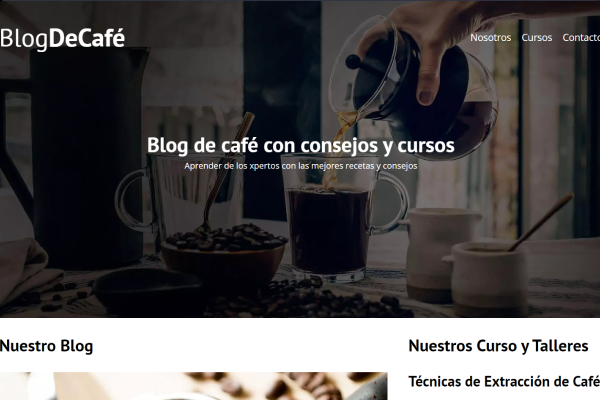 BlogDeCafé
Nosotros Cursos Contacto
Blog de café con consejos y cursos
Aprender de los xpertos con las mejores recetas y consejos
Nuestro Blog
Nuestros Curso y Talleres
Técnicas de Extracción de Café